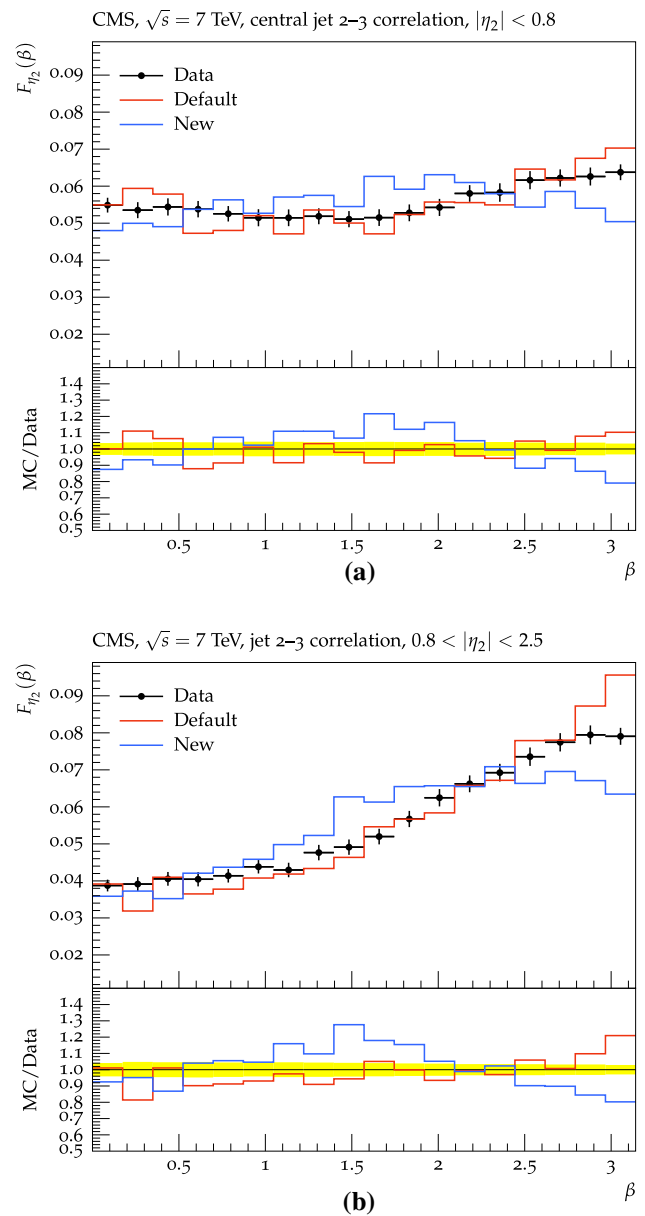 CMS, √s = 7 TeV, central jet 2–3 correlation, |η₂| < 0.8
F_η₂(β)
0.09
0.08
0.07
0.06
0.05
0.04
0.03
0.02
Data
Default
New
MC/Data
1.4
1.3
1.2
1.1
1.0
0.9
0.8
0.7
0.6
0.5
0.5 1 1.5 2 2.5 3
β
(a)
CMS, √s = 7 TeV, jet 2–3 correlation, 0.8 < |η₂| < 2.5
F_η₂(β)
0.09
0.08
0.07
0.06
0.05
0.04
0.03
0.02
Data
Default
New
MC/Data
1.4
1.3
1.2
1.1
1.0
0.9
0.8
0.7
0.6
0.5
0.5 1 1.5 2 2.5 3
β
(b)